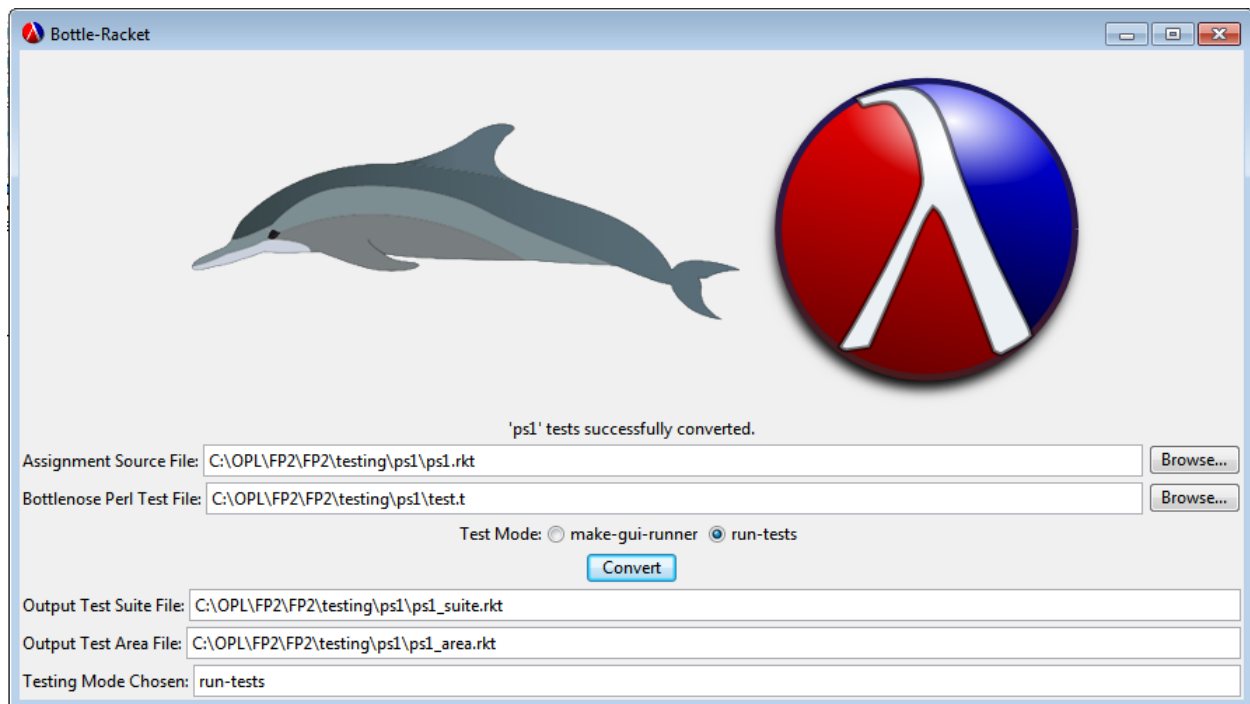 Bottle-Racket
'ps1' tests successfully converted.
Assignment Source File: C:\OPL\FP2\FP2\testing\ps1\ps1.rkt Browse...
Bottlenose Perl Test File: C:\OPL\FP2\FP2\testing\ps1\test.t Browse...
Test Mode: make-gui-runner run-tests
Convert
Output Test Suite File: C:\OPL\FP2\FP2\testing\ps1\ps1_suite.rkt
Output Test Area File: C:\OPL\FP2\FP2\testing\ps1\ps1_area.rkt
Testing Mode Chosen: run-tests